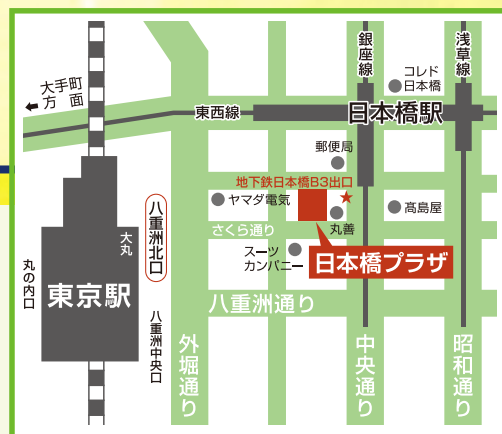 大手町
方面
東西線
銀座線
浅草線
コレド
日本橋
日本橋駅
郵便局
地下鉄日本橋B3出口
ヤマダ電気
丸善
髙島屋
さくら通り
スーツ
カンパニー
日本橋プラザ
八重洲北口
大丸
東京駅
丸の内口
八重洲中央口
八重洲通り
外堀通り
中央通り
昭和通り